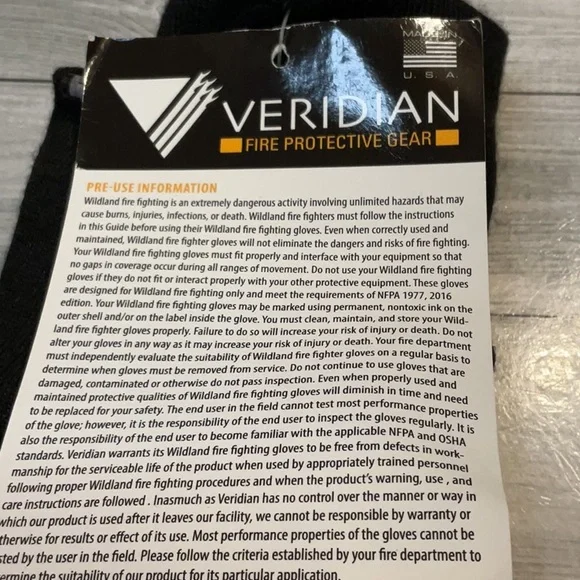 MADE IN
U. S. A.
VERIDIAN
FIRE PROTECTIVE GEAR
PRE-USE INFORMATION
Wildland fire fighting is an extremely dangerous activity involving unlimited hazards that may
cause burns, injuries, infections, or death. Wildland fire fighters must follow the instructions
in this Guide before using their Wildland fire fighting gloves. Even when correctly used and
maintained, Wildland fire fighter gloves will not eliminate the dangers and risks of fire fighting.
Your Wildland fire fighting gloves must fit properly and interface with your equipment so that
no gaps in coverage occur during all ranges of movement. Do not use your Wildland fire fighting
gloves if they do not fit or interact properly with your other protective equipment. These gloves
are designed for Wildland fire fighting only and meet the requirements of NFPA 1977, 2016
edition. Your Wildland fire fighting gloves may be marked using permanent, nontoxic ink on the
outer shell and/or on the label inside the glove. You must clean, maintain, and store your Wild-
land fire fighter gloves properly. Failure to do so will increase your risk of injury or death. Do not
alter your gloves in any way as it may increase your risk of injury or death. Your fire department
must independently evaluate the suitability of Wildland fire fighter gloves on a regular basis to
determine when gloves must be removed from service. Do not continue to use gloves that are
damaged, contaminated or otherwise do not pass inspection. Even when properly used and
maintained protective qualities of Wildland fire fighting gloves will diminish in time and need
to be replaced for your safety. The end user in the field cannot test most performance properties
of the glove; however, it is the responsibility of the end user to inspect the gloves regularly. It is
also the responsibility of the end user to become familiar with the applicable NFPA and OSHA
standards. Veridian warrants its Wildland fire fighting gloves to be free from defects in work-
manship for the serviceable life of the product when used by appropriately trained personnel
following proper Wildland fire fighting procedures and when the product's warning, use , and
care instructions are followed . Inasmuch as Veridian has no control over the manner or way in
which our product is used after it leaves our facility, we cannot be responsible by warranty or
therwise for results or effect of its use. Most performance properties of the gloves cannot be
sted by the user in the field. Please follow the criteria established by your fire department to
ermine the suitability of our product for its particular application.